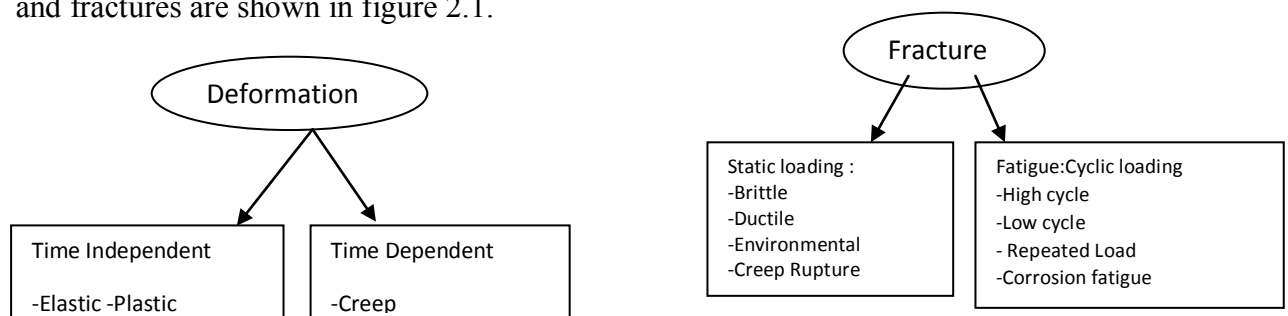 and fractures are shown in figure 2.1.
Deformation
Time Independent
-Elastic -Plastic
Time Dependent
-Creep
Fracture
Static loading :
-Brittle
-Ductile
-Environmental
-Creep Rupture
Fatigue:Cyclic loading
-High cycle
-Low cycle
- Repeated Load
-Corrosion fatigue